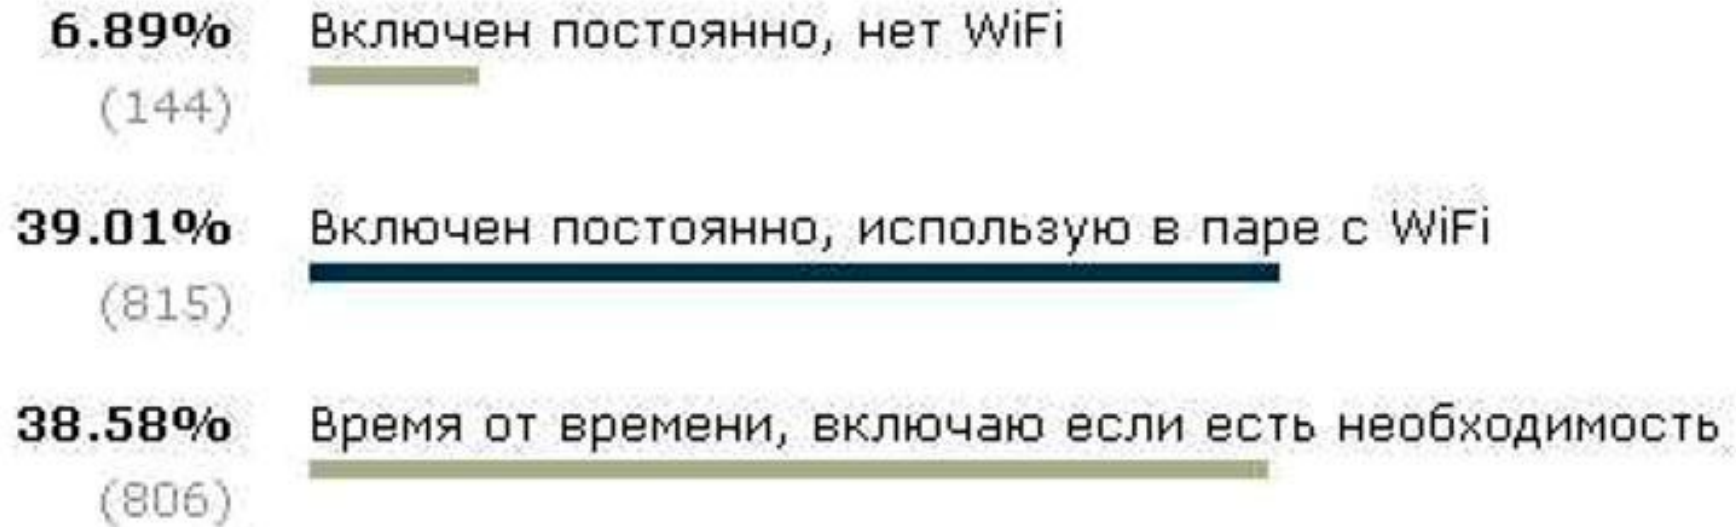 6.89% Включен постоянно, нет WiFi
(144)
39.01% Включен постоянно, использую в паре с WiFi
(815)
38.58% Время от времени, включаю если есть необходимость
(806)